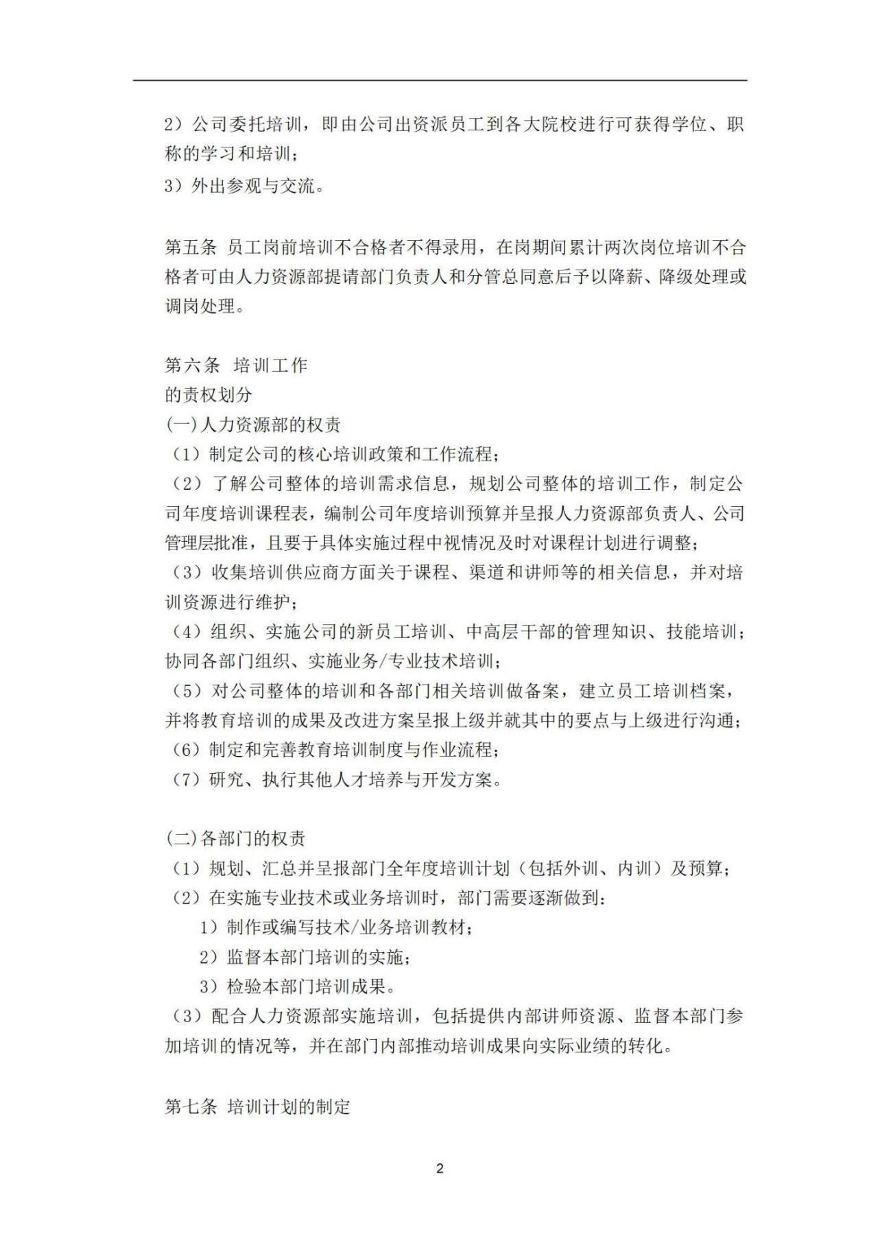 2）公司委托培训，即由公司出资派员工到各大院校进行可获得学位、职
称的学习和培训；
3）外出参观与交流。
第五条 员工岗前培训不合格者不得录用，在岗期间累计两次岗位培训不合
格者可由人力资源部提请部门负责人和分管总同意后予以降薪、降级处理或
调岗处理。
第六条 培训工作
的责权划分
(一)人力资源部的权责
（1）制定公司的核心培训政策和工作流程；
（2）了解公司整体的培训需求信息，规划公司整体的培训工作，制定公
司年度培训课程表，编制公司年度培训预算并呈报人力资源部负责人、公司
管理层批准，且要于具体实施过程中视情况及时对课程计划进行调整；
（3）收集培训供应商方面关于课程、渠道和讲师等的相关信息，并对培
训资源进行维护；
（4）组织、实施公司的新员工培训、中高层干部的管理知识、技能培训；
协同各部门组织、实施业务/专业技术培训；
（5）对公司整体的培训和各部门相关培训做备案，建立员工培训档案，
并将教育培训的成果及改进方案呈报上级并就其中的要点与上级进行沟通；
（6）制定和完善教育培训制度与作业流程；
（7）研究、执行其他人才培养与开发方案。
(二)各部门的权责
（1）规划、汇总并呈报部门全年度培训计划（包括外训、内训）及预算；
（2）在实施专业技术或业务培训时，部门需要逐渐做到：
1）制作或编写技术/业务培训教材；
2）监督本部门培训的实施；
3）检验本部门培训成果。
（3）配合人力资源部实施培训，包括提供内部讲师资源、监督本部门参
加培训的情况等，并在部门内部推动培训成果向实际业绩的转化。
第七条 培训计划的制定
2